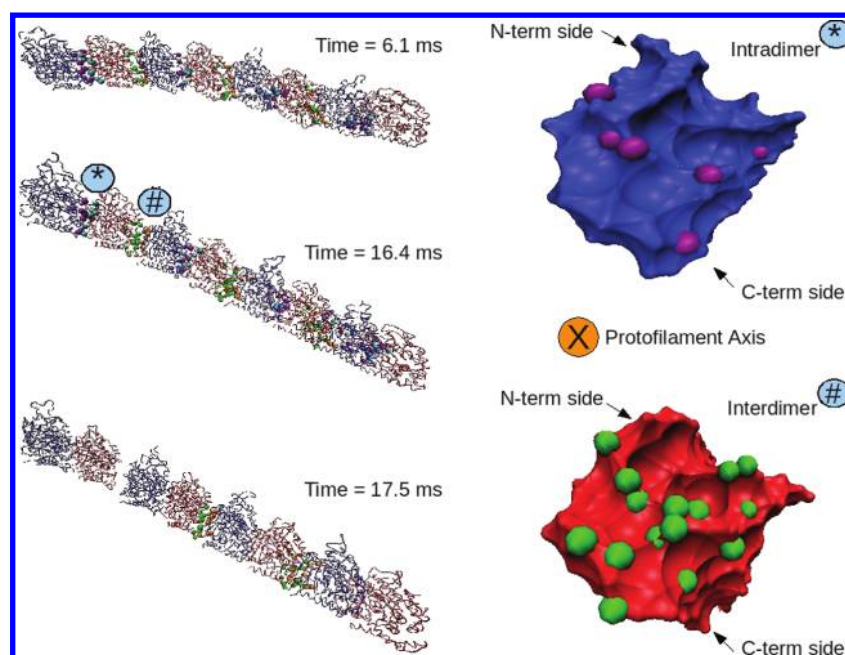 Time = 6.1 ms
*
#
Time = 16.4 ms
Time = 17.5 ms
N-term side
Intradimer *
C-term side
X Protofilament Axis
N-term side
Interdimer #
C-term side